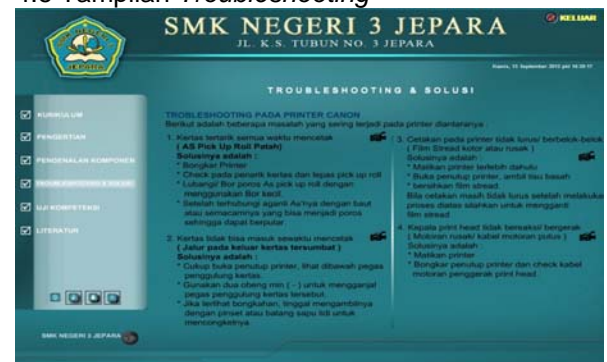 4.6 Tampilan Troubleshooting
SMK NEGERI 3 JEPARA
JL. K.S. TUBUN NO. 3 JEPARA
KELUAR
Kamis, 13 September 2012 pkl
TROUBLESHOOTING & SOLUSI
JEPARA
KURIKULUM
PENGERTIAN
PENGENALAN KOMPONEN
TROUBLESHOOTING & SOLUSI
UJI KOMPETENSI
LITERATUR
SMK NEGERI 3 JEPARA
TROBLESHOOTING PADA PRINTER CANON
Berikut adalah beberapa masalah yang sering terjadi pada printer diantaranya :
1. Kertas tertarik semua waktu mencetak
( AS Pick Up Roll Patah)
Solusinya adalah :
* Bongkar Printer
* Check pada penarik kertas dan lepas pick up roll
* Lubangi/ Bor poros As pick up roll dengan
menggunakan Bor kecil.
* Setelah terhubung aganti As'nya dengan baut
atau semacamnya yang bisa menjadi poros
sehingga dapat berputar.
2. Kertas tidak bisa masuk sewaktu mencetak
( Jalur pada keluar kertas tersumbat )
Solusinya adalah :
* Cukup buka penutup printer, lihat dibawah pegas
penggulung kertas.
* Gunakan dua obeng min ( - ) untuk mengganjal
pegas penggulung kertas tersebut.
* Jika terlihat bongkahan, tinggal mengambilnya
dengan pinset atau batang sapu lidi untuk
mencongkelnya
3. Cetakan pada printer tidak lurus/ berbelok-belok
( Film Stread kotor atau rusak )
Solusinya adalah :
* Matikan printer terlebih dahulu
* Buka penutup printer, ambil tisu basah
* bersihkan film stread
Bila cetakan masih tidak lurus setelah melakukan
proses diatas silahkan untuk mengganti
film stread
4. Kepala print head tidak bereaksi/ bergerak
( Motoran rusak/ kabel motoran putus )
Solusinya adalah :
* Matikan printer
* Bongkar penutup printer dan check kabel
motoran penggerak print head